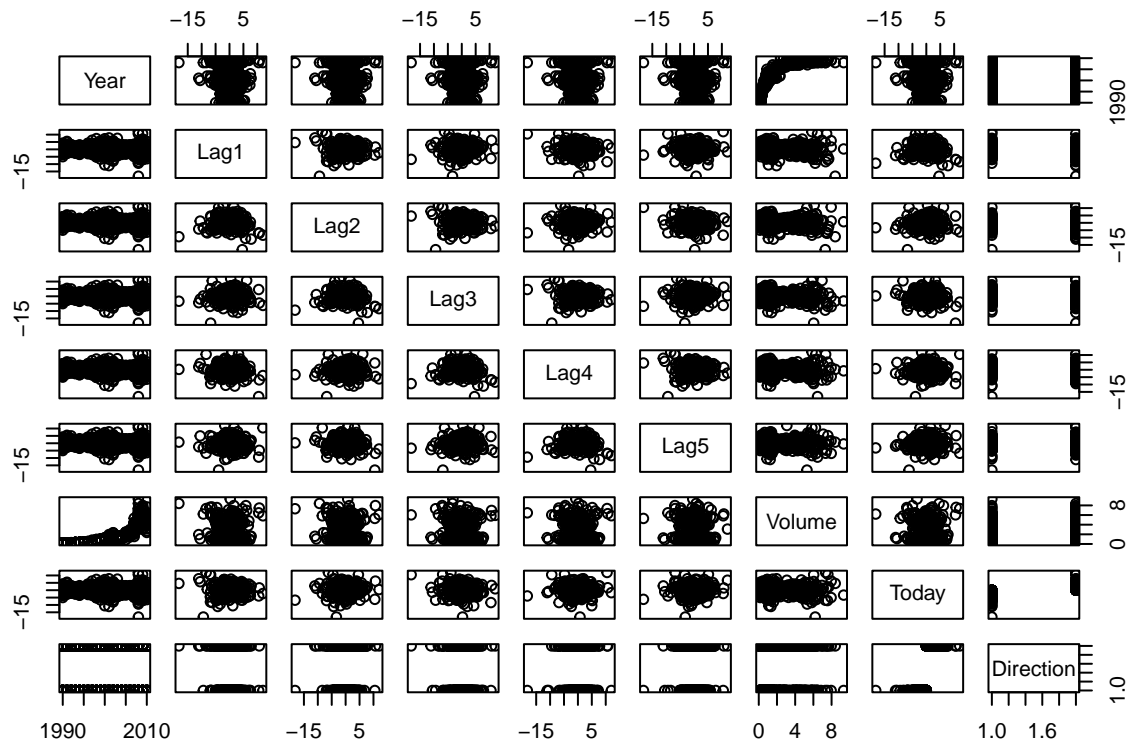 −15 5 −15 5 −15 5
Year
1990
−15
Lag1
Lag2
−15
−15
Lag3
Lag4
−15
−15
Lag5
Volume
0 8
−15
Today
Direction
1.0
1990 2010 −15 5 −15 5 0 4 8 1.0 1.6